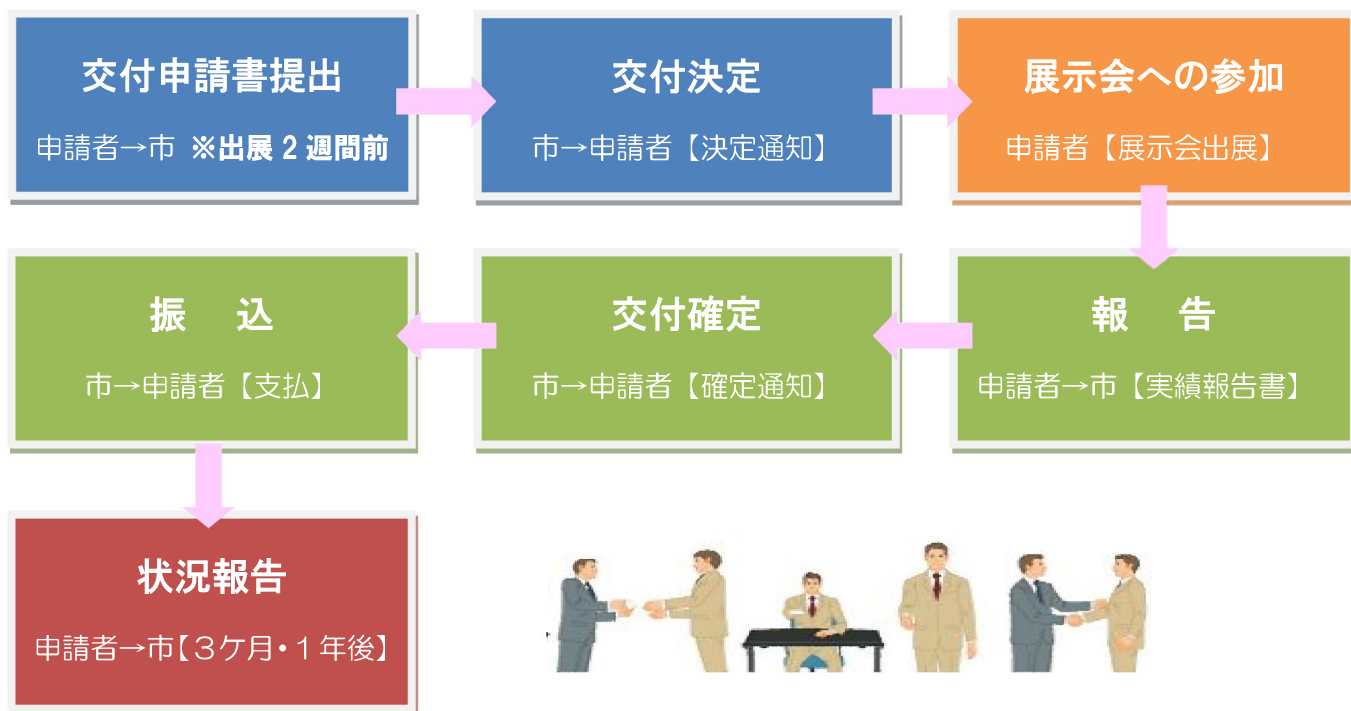 交付申請書提出
申請者→市 ※出展2週間前
交付決定
市→申請者【決定通知】
展示会への参加
申請者【展示会出展】
報　告
申請者→市【実績報告書】
交付確定
市→申請者【確定通知】
振　込
市→申請者【支払】
状況報告
申請者→市【３ケ月・１年後】